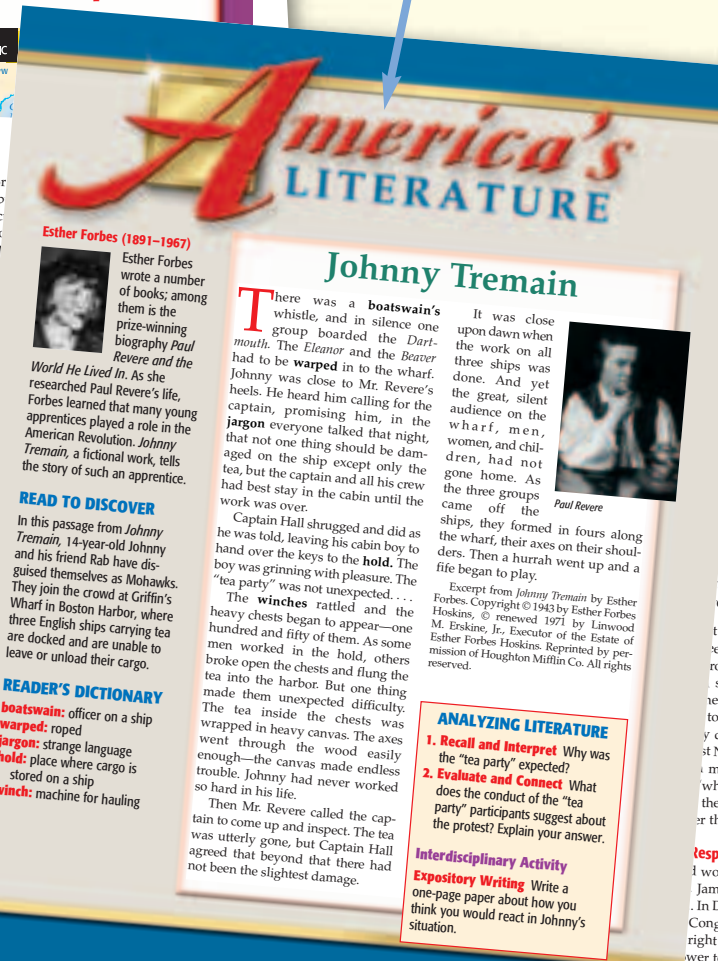 America's
LITERATURE
Esther Forbes (1891–1967)
Esther Forbes
wrote a number
of books; among
them is the
prize-winning
biography Paul
Revere and the
World He Lived In. As she
researched Paul Revere's life,
Forbes learned that many young
apprentices played a role in the
American Revolution. Johnny
Tremain, a fictional work, tells
the story of such an apprentice.
READ TO DISCOVER
In this passage from Johnny
Tremain, 14-year-old Johnny
and his friend Rab have dis-
guised themselves as Mohawks.
They join the crowd at Griffin's
Wharf in Boston Harbor, where
three English ships carrying tea
are docked and are unable to
leave or unload their cargo.
READER'S DICTIONARY
boatswain: officer on a ship
warped: roped
jargon: strange language
hold: place where cargo is
stored on a ship
winch: machine for hauling
Johnny Tremain
There was a boatswain's
whistle, and in silence one
group boarded the Dart-
mouth. The Eleanor and the Beaver
had to be warped in to the wharf.
Johnny was close to Mr. Revere's
heels. He heard him calling for the
captain, promising him, in the
jargon everyone talked that night,
that not one thing should be dam-
aged on the ship except only the
tea, but the captain and all his crew
had best stay in the cabin until the
work was over.
Captain Hall shrugged and did as
he was told, leaving his cabin boy to
hand over the keys to the hold. The
boy was grinning with pleasure. The
"tea party" was not unexpected. . . .
The winches rattled and the
heavy chests began to appear—one
hundred and fifty of them. As some
men worked in the hold, others
broke open the chests and flung the
tea into the harbor. But one thing
made them unexpected difficulty.
The tea inside the chests was
wrapped in heavy canvas. The axes
went through the wood easily
enough—the canvas made endless
trouble. Johnny had never worked
so hard in his life.
Then Mr. Revere called the cap-
tain to come up and inspect. The tea
was utterly gone, but Captain Hall
agreed that beyond that there had
not been the slightest damage.
It was close
upon dawn when
the work on all
three ships was
done. And yet
the great, silent
audience on the
wharf, men,
women, and chil-
dren, had not
gone home. As
the three groups
came off the
ships, they formed in fours along
the wharf, their axes on their shoul-
ders. Then a hurrah went up and a
fife began to play.
Paul Revere
Excerpt from Johnny Tremain by Esther
Forbes. Copyright © 1943 by Esther Forbes
Hoskins, © renewed 1971 by Linwood
M. Erskine, Jr., Executor of the Estate of
Esther Forbes Hoskins. Reprinted by per-
mission of Houghton Mifflin Co. All rights
reserved.
ANALYZING LITERATURE
1. Recall and Interpret Why was
the "tea party" expected?
2. Evaluate and Connect What
does the conduct of the "tea
party" participants suggest about
the protest? Explain your answer.
Interdisciplinary Activity
Expository Writing Write a
one-page paper about how you
think you would react in Johnny's
situation.